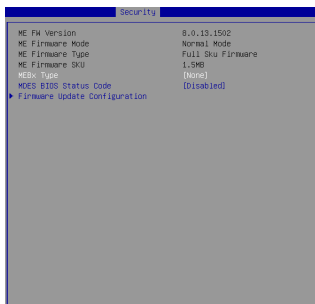 Security
ME FW Version 8.0.13.1502
ME Firmware Mode Normal Mode
ME Firmware Type Full Sku Firmware
ME Firmware SKU 1.5MB
MEBx Type [None]
MDES BIOS Status Code [Disabled]
Firmware Update Configuration